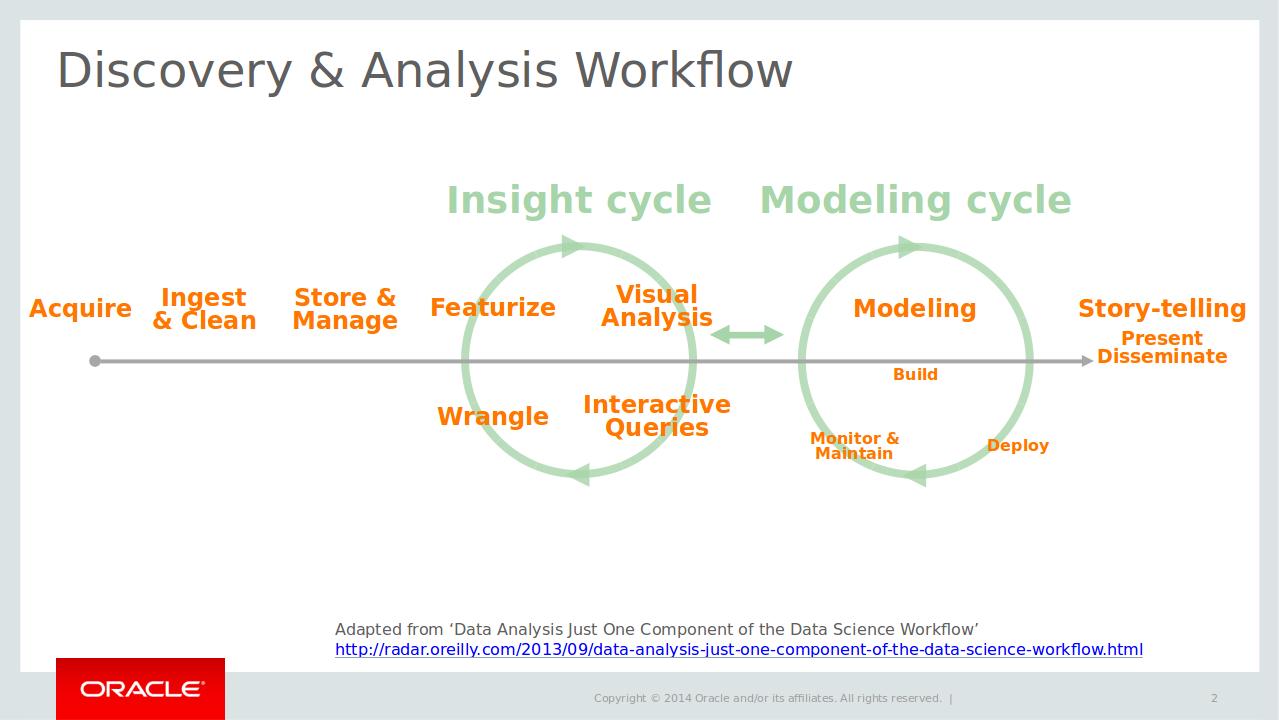 Discovery & Analysis Workflow
Insight cycle
Modeling cycle
Acquire
Ingest
& Clean
Store &
Manage
Featurize
Visual
Analysis
Modeling
Story-telling
Present
Disseminate
Build
Wrangle
Interactive
Queries
Monitor &
Maintain
Deploy
Adapted from ‘Data Analysis Just One Component of the Data Science Workflow’
http://radar.oreilly.com/2013/09/data-analysis-just-one-component-of-the-data-science-workflow.html
ORACLE®
Copyright © 2014 Oracle and/or its affiliates. All rights reserved. |
2